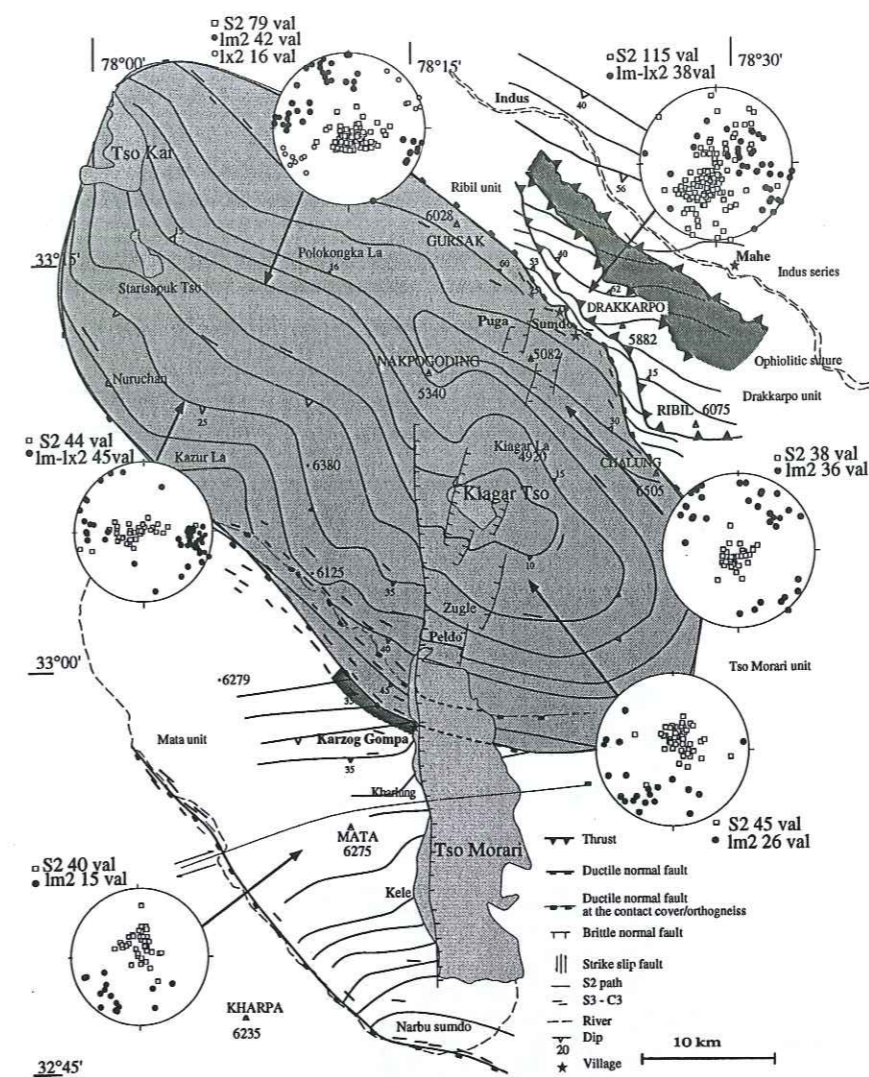 S2 79 val
lm2 42 val
lx2 16 val
78°00'
78°15'
S2 115 val
lm-lx2 38val
78°30'
Indus
40
56
Tso Kar
Ribil unit
6028
GURSAK
Mahe
33°15'
15
Polokongka La
16
60
53
40
25
62
Indus series
Startsapuk Tso
DRAKKARPO
Puga
Sumdo
5882
5082
Ophiolitic suture
NAKPOGODING
5340
15
Drakkarpo unit
Nuruchan
RIBIL 6075
25
30
S2 44 val
lm-lx2 45val
Kazur La
6380
Kiagar La
4920
15
CHALUNG
6505
S2 38 val
lm2 36 val
Kiagar Tso
10
6125
35
Zugle
Peldo
40
45
33°00'
6279
35
Tso Morari unit
Mata unit
Karzog Gompa
35
Kharlung
S2 45 val
lm2 26 val
MATA
6275
Tso Morari
S2 40 val
lm2 15 val
Kele
KHARPA
6235
Narbu sumdo
32°45'
Thrust
Ductile normal fault
Ductile normal fault
at the contact cover/orthogneiss
Brittle normal fault
Strike slip fault
S2 path
S3 - C3
River
Dip
20
Village
10 km